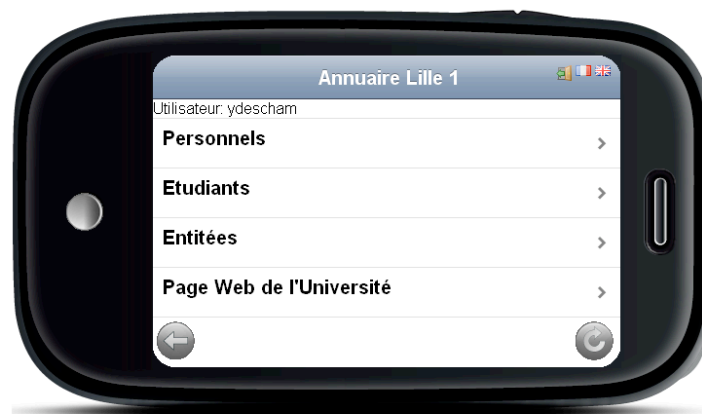 Annuaire Lille 1
Utilisateur: ydescham
Personnels
Etudiants
Entitées
Page Web de l'Université